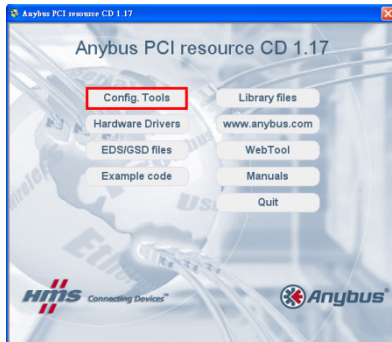 Anybus PCI resource CD 1.17
Anybus PCI resource CD 1.17
Config. Tools
Library files
Hardware Drivers
www.anybus.com
EDS/GSD files
WebTool
Example code
Manuals
Quit
HMS Connecting Devices™
Anybus®